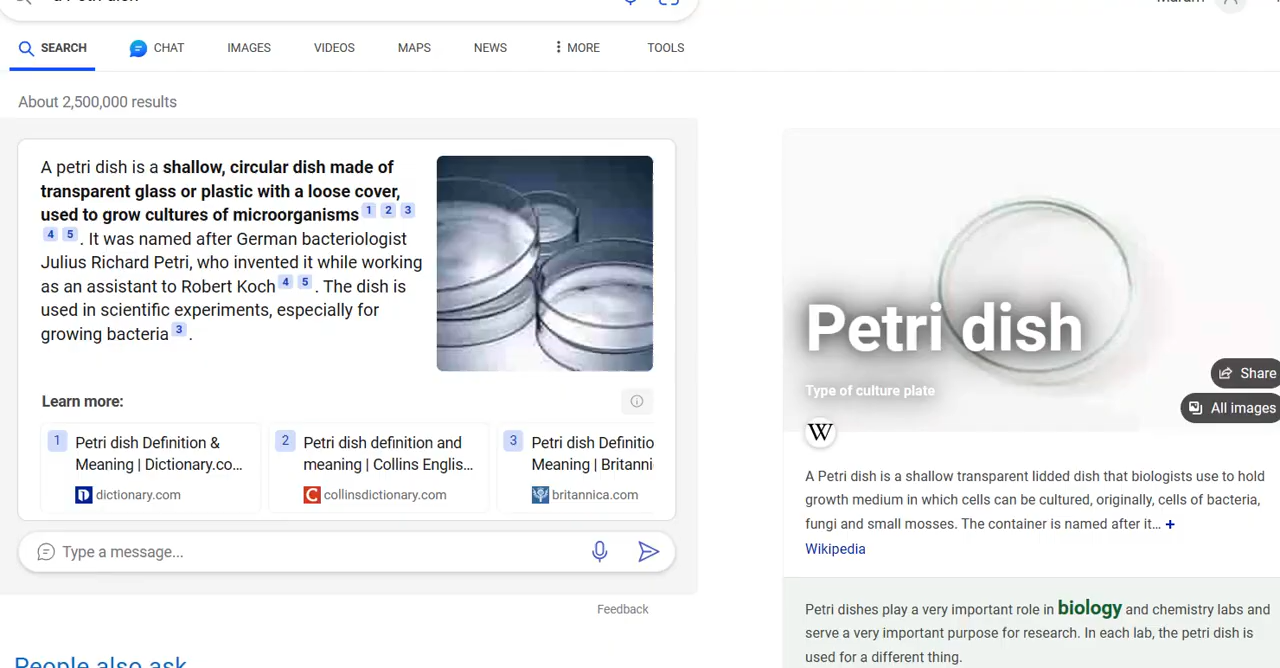 SEARCH
CHAT
IMAGES
VIDEOS
MAPS
NEWS
MORE
TOOLS
About 2,500,000 results
A petri dish is a shallow, circular dish made of
transparent glass or plastic with a loose cover,
used to grow cultures of microorganisms 1 2 3
4 5 . It was named after German bacteriologist
Julius Richard Petri, who invented it while working
as an assistant to Robert Koch 4 5 . The dish is
used in scientific experiments, especially for
growing bacteria 3 .
Learn more:
1 Petri dish Definition &
Meaning | Dictionary.co...
dictionary.com
2 Petri dish definition and
meaning | Collins Englis...
collinsdictionary.com
3 Petri dish Definitio
Meaning | Britanni
britannica.com
Type a message...
Feedback
People also ask
Petri dish
Type of culture plate
Share
All images
W
A Petri dish is a shallow transparent lidded dish that biologists use to hold
growth medium in which cells can be cultured, originally, cells of bacteria,
fungi and small mosses. The container is named after it... +
Wikipedia
Petri dishes play a very important role in biology and chemistry labs and
serve a very important purpose for research. In each lab, the petri dish is
used for a different thing.